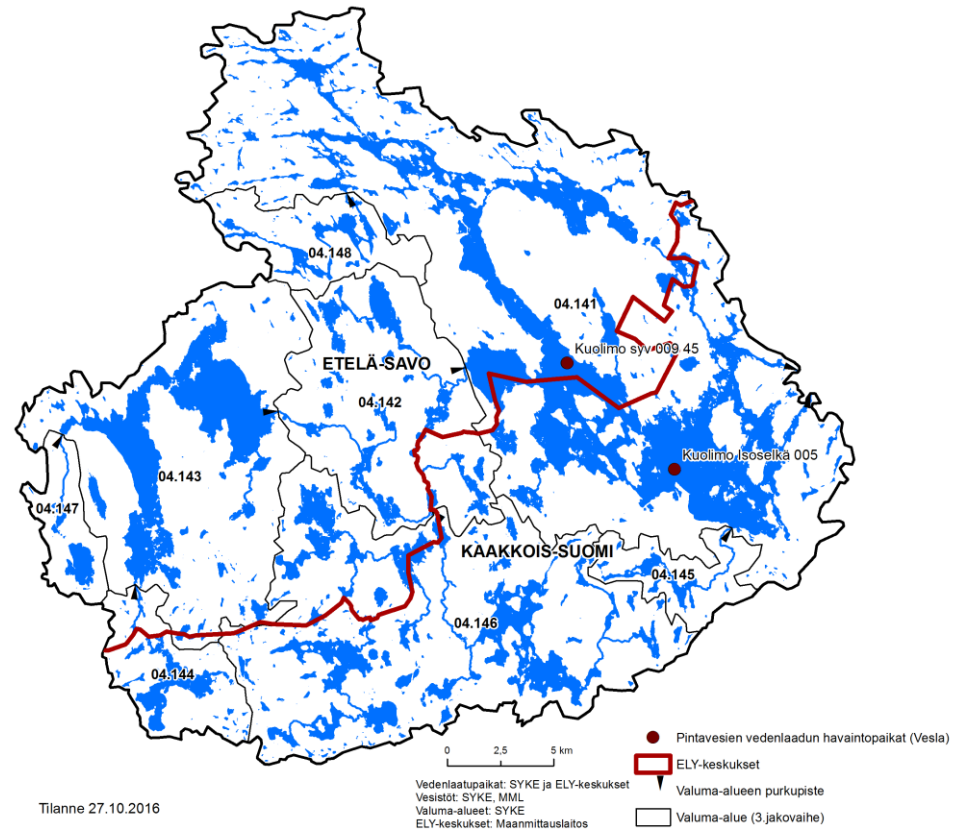 04.148
04.141
Kuolimo syv 009 45
ETELÄ-SAVO
04.142
Kuolimo Isoselkä 005
04.143
04.147
KAAKKOIS-SUOMI
04.145
04.146
04.144
0 2,5 5 km
Pintavesien vedenlaadun havaintopaikat (Vesla)
ELY-keskukset
Valuma-alueen purkupiste
Valuma-alue (3.jakovaihe)
Vedenlaatupaikat: SYKE ja ELY-keskukset
Vesistöt: SYKE, MML
Valuma-alueet: SYKE
ELY-keskukset: Maanmittauslaitos
Tilanne 27.10.2016